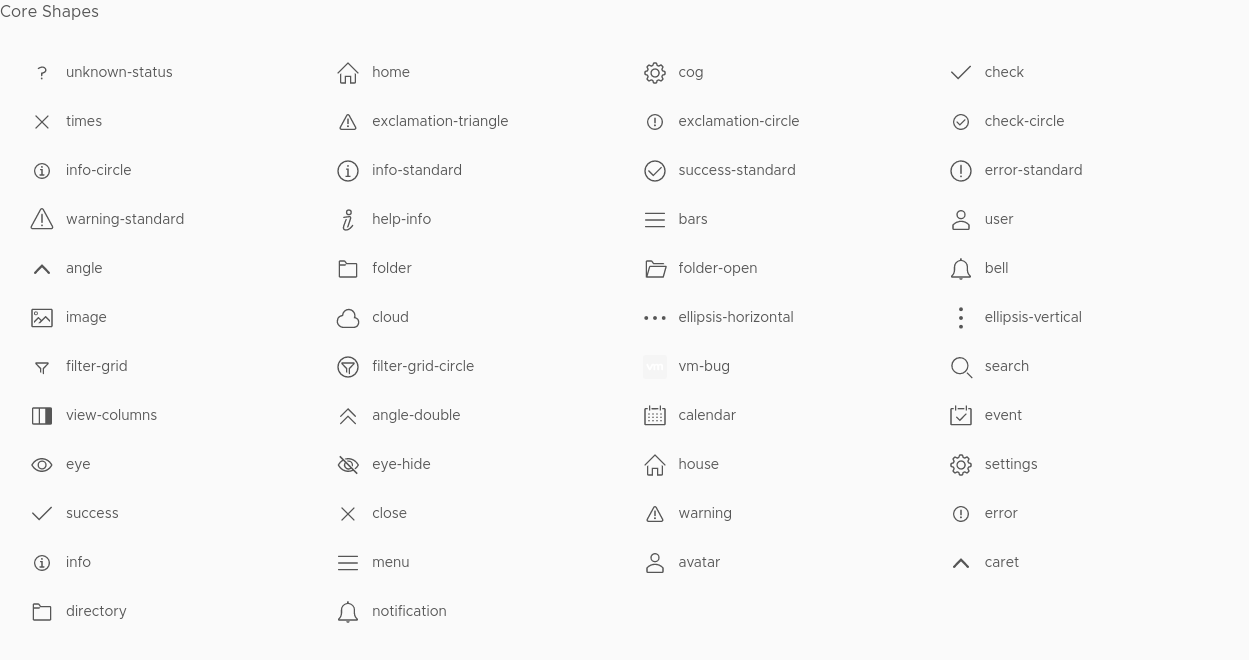 Core Shapes
unknown-status home cog check
times exclamation-triangle exclamation-circle check-circle
info-circle info-standard success-standard error-standard
warning-standard help-info bars user
angle folder folder-open bell
image cloud ellipsis-horizontal ellipsis-vertical
filter-grid filter-grid-circle vm vm-bug search
view-columns angle-double calendar event
eye eye-hide house settings
success close warning error
info menu avatar caret
directory notification